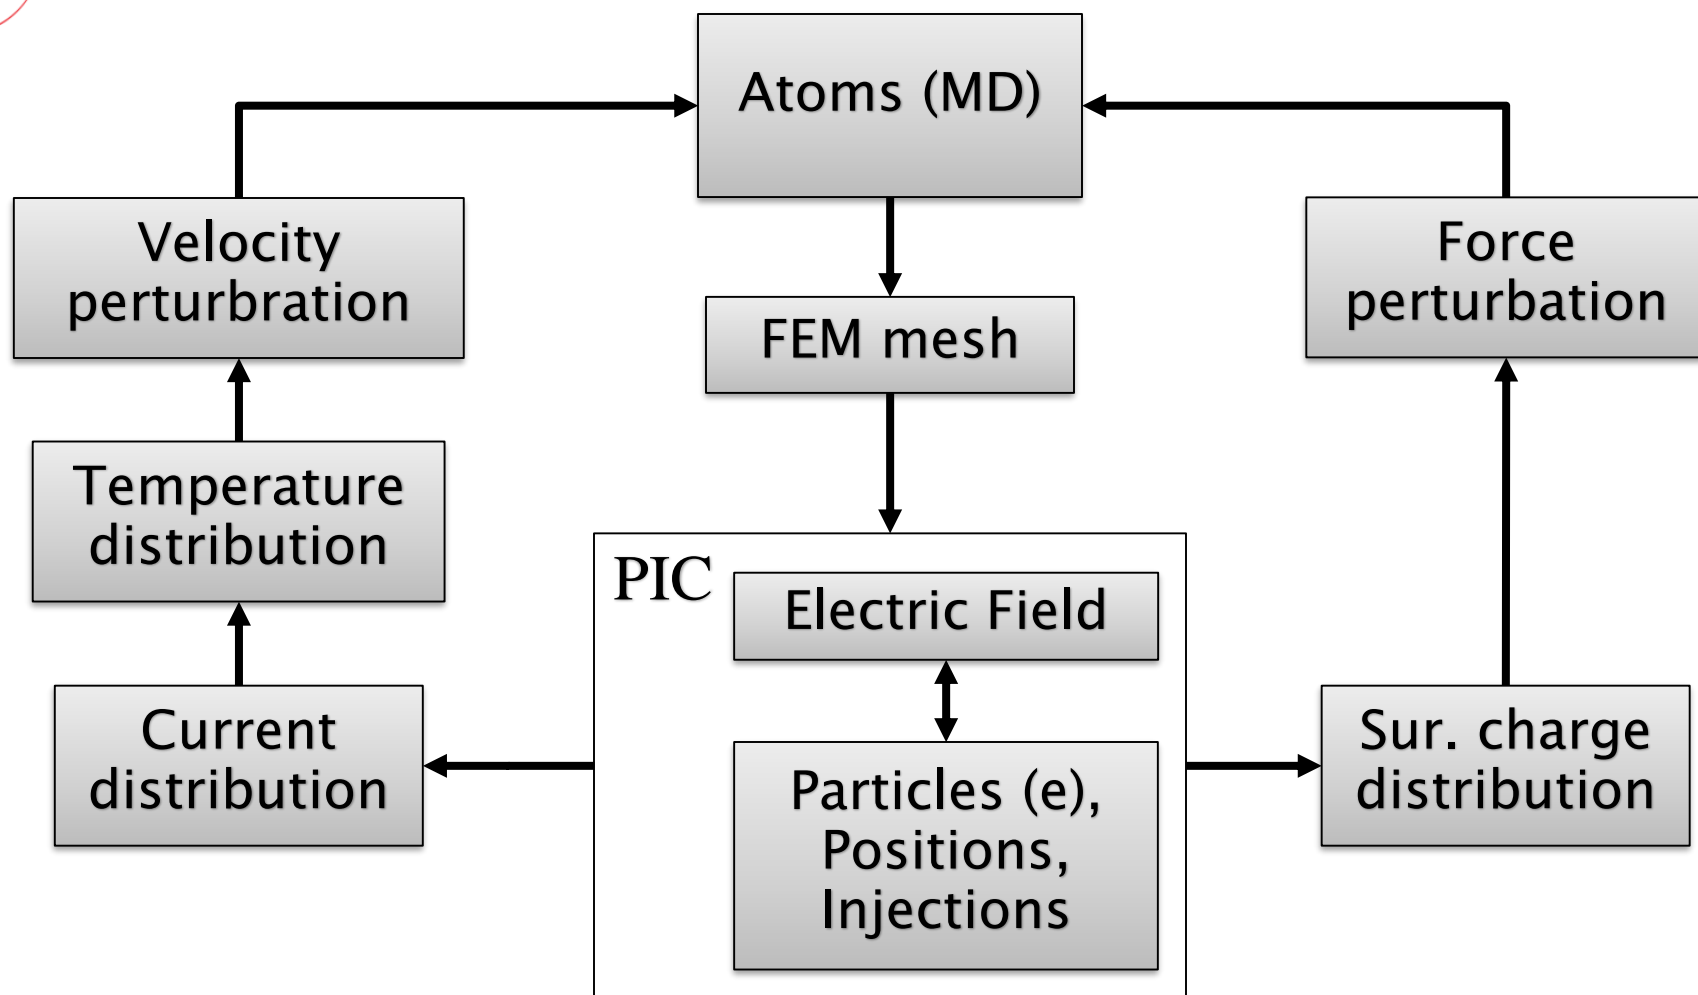 Atoms (MD)
Velocity
perturbration
Force
perturbation
FEM mesh
Temperature
distribution
PIC
Electric Field
Current
distribution
Sur. charge
distribution
Particles (e),
Positions,
Injections